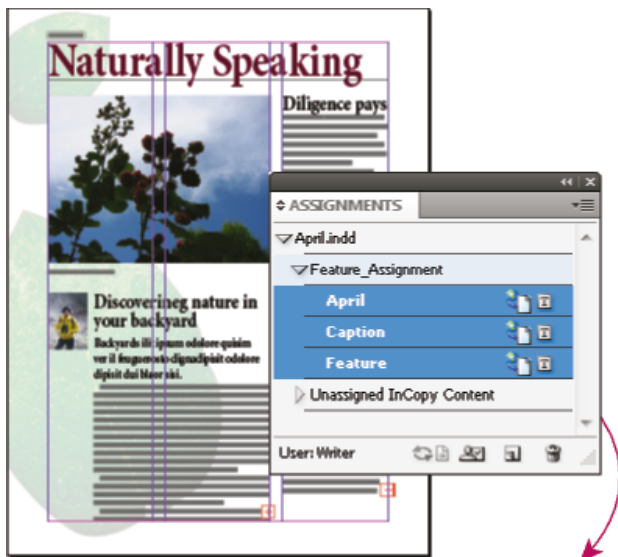 Naturally Speaking
Diligence pays
Discoverineg nature in
your backyard
ASSIGNMENTS
April.indd
Feature_Assignment
April
Caption
Feature
Unassigned InCopy Content
User: Writer